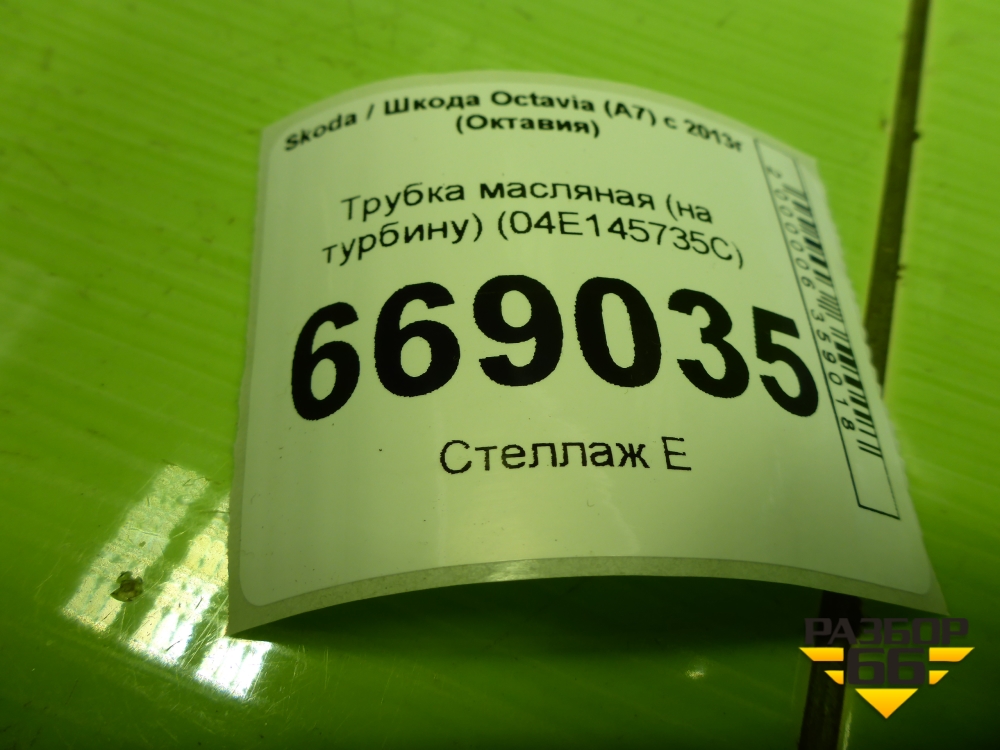 Skoda / Шкода Octavia (A7) с 2013г
(Октавия)
Трубка масляная (на
турбину) (04E145735C)
669035
Стеллаж E
2000006359018
РАЗБОР
66